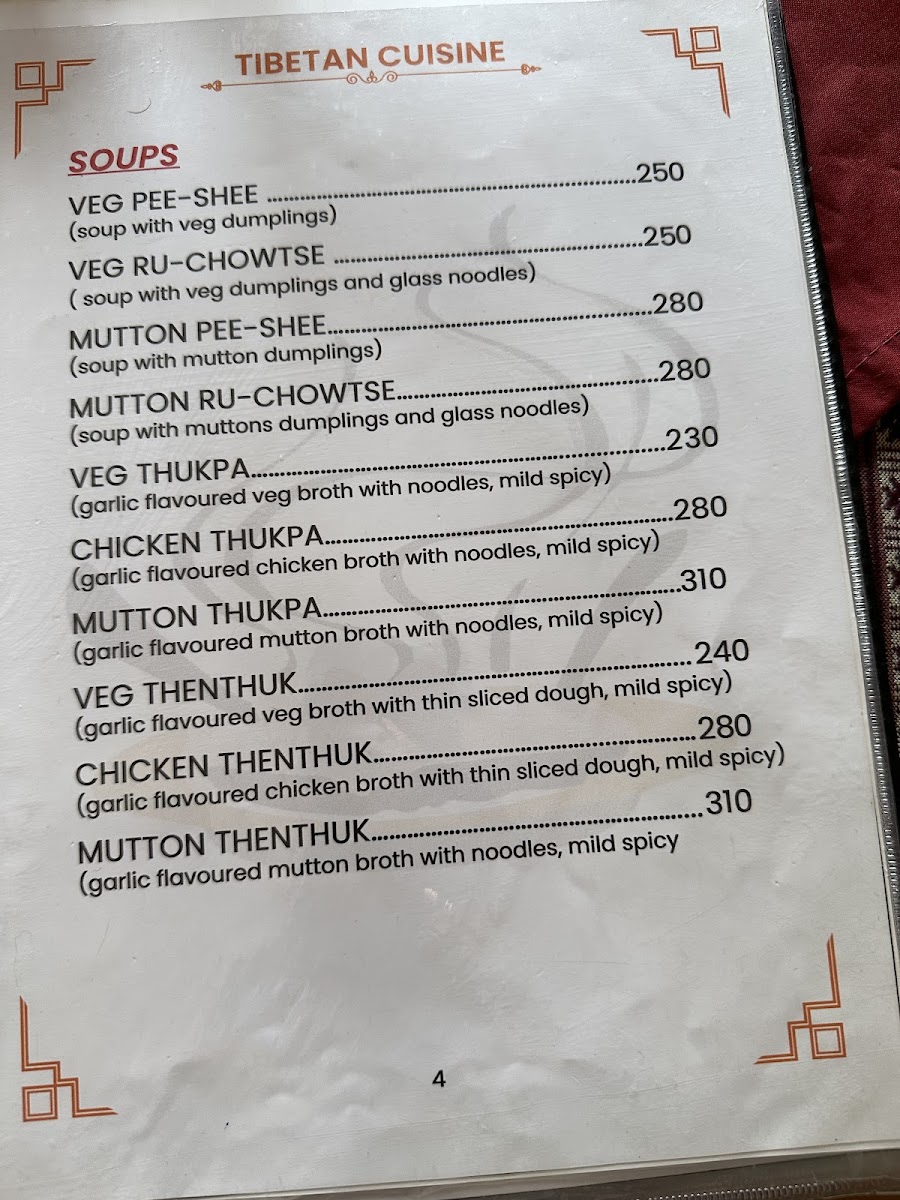 TIBETAN CUISINE
SOUPS
VEG PEE-SHEE ................................................................250
(soup with veg dumplings)
VEG RU-CHOWTSE ......................................................250
( soup with veg dumplings and glass noodles)
MUTTON PEE-SHEE........................................................280
(soup with mutton dumplings)
MUTTON RU-CHOWTSE.............................................280
(soup with muttons dumplings and glass noodles)
VEG THUKPA........................................................................230
(garlic flavoured veg broth with noodles, mild spicy)
CHICKEN THUKPA............................................................280
(garlic flavoured chicken broth with noodles, mild spicy)
MUTTON THUKPA..............................................................310
(garlic flavoured mutton broth with noodles, mild spicy)
VEG THENTHUK...................................................................240
(garlic flavoured veg broth with thin sliced dough, mild spicy)
CHICKEN THENTHUK......................................................280
(garlic flavoured chicken broth with thin sliced dough, mild spicy)
MUTTON THENTHUK........................................................310
(garlic flavoured mutton broth with noodles, mild spicy
4